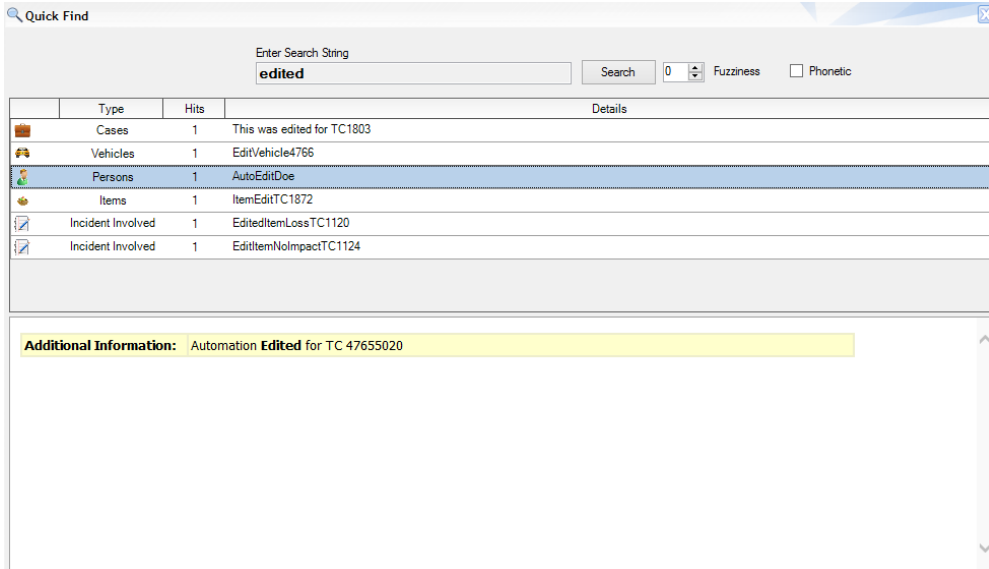 Quick Find
Enter Search String
edited Search 0 Fuzziness Phonetic
Type Hits Details
Cases 1 This was edited for TC1803
Vehicles 1 EditVehicle4766
Persons 1 AutoEditDoe
Items 1 ItemEditTC1872
Incident Involved 1 EditedItemLossTC1120
Incident Involved 1 EditItemNoImpactTC1124
Additional Information: Automation Edited for TC 47655020